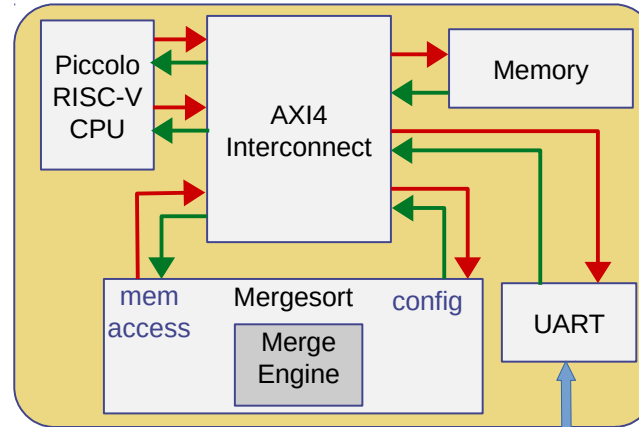 Piccolo
RISC-V
CPU
AXI4
Interconnect
Memory
mem
access
Mergesort
config
Merge
Engine
UART